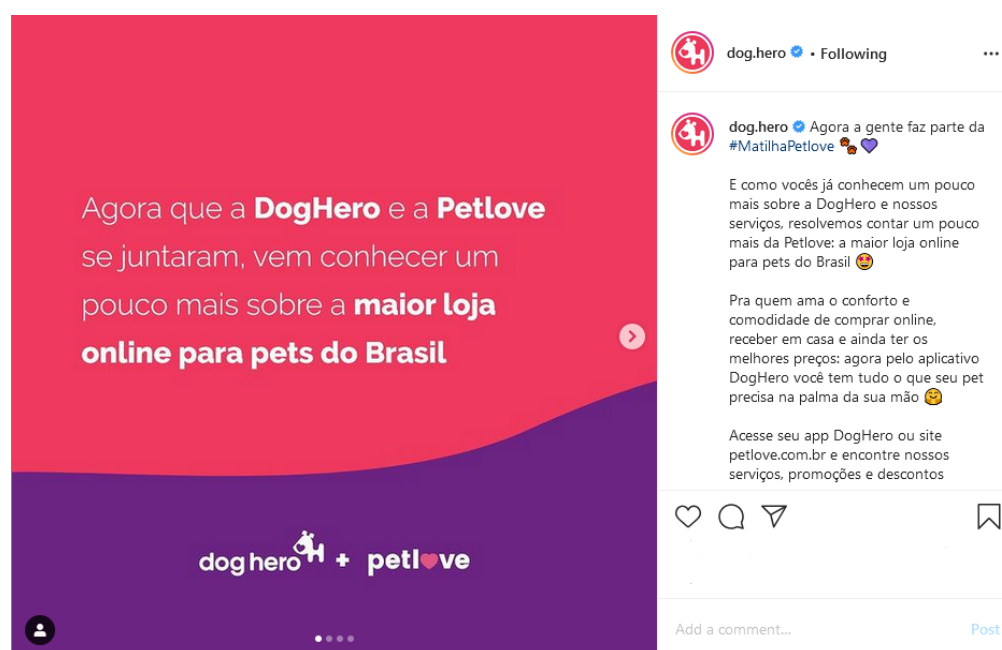 Agora que a DogHero e a Petlove
se juntaram, vem conhecer um
pouco mais sobre a maior loja
online para pets do Brasil
dog hero + petlove
dog.hero • Following
dog.hero Agora a gente faz parte da
#MatilhaPetlove
E como vocês já conhecem um pouco
mais sobre a DogHero e nossos
serviços, resolvemos contar um pouco
mais da Petlove: a maior loja online
para pets do Brasil
Pra quem ama o conforto e
comodidade de comprar online,
receber em casa e ainda ter os
melhores preços: agora pelo aplicativo
DogHero você tem tudo o que seu pet
precisa na palma da sua mão
Acesse seu app DogHero ou site
petlove.com.br e encontre nossos
serviços, promoções e descontos
Add a comment...
Post